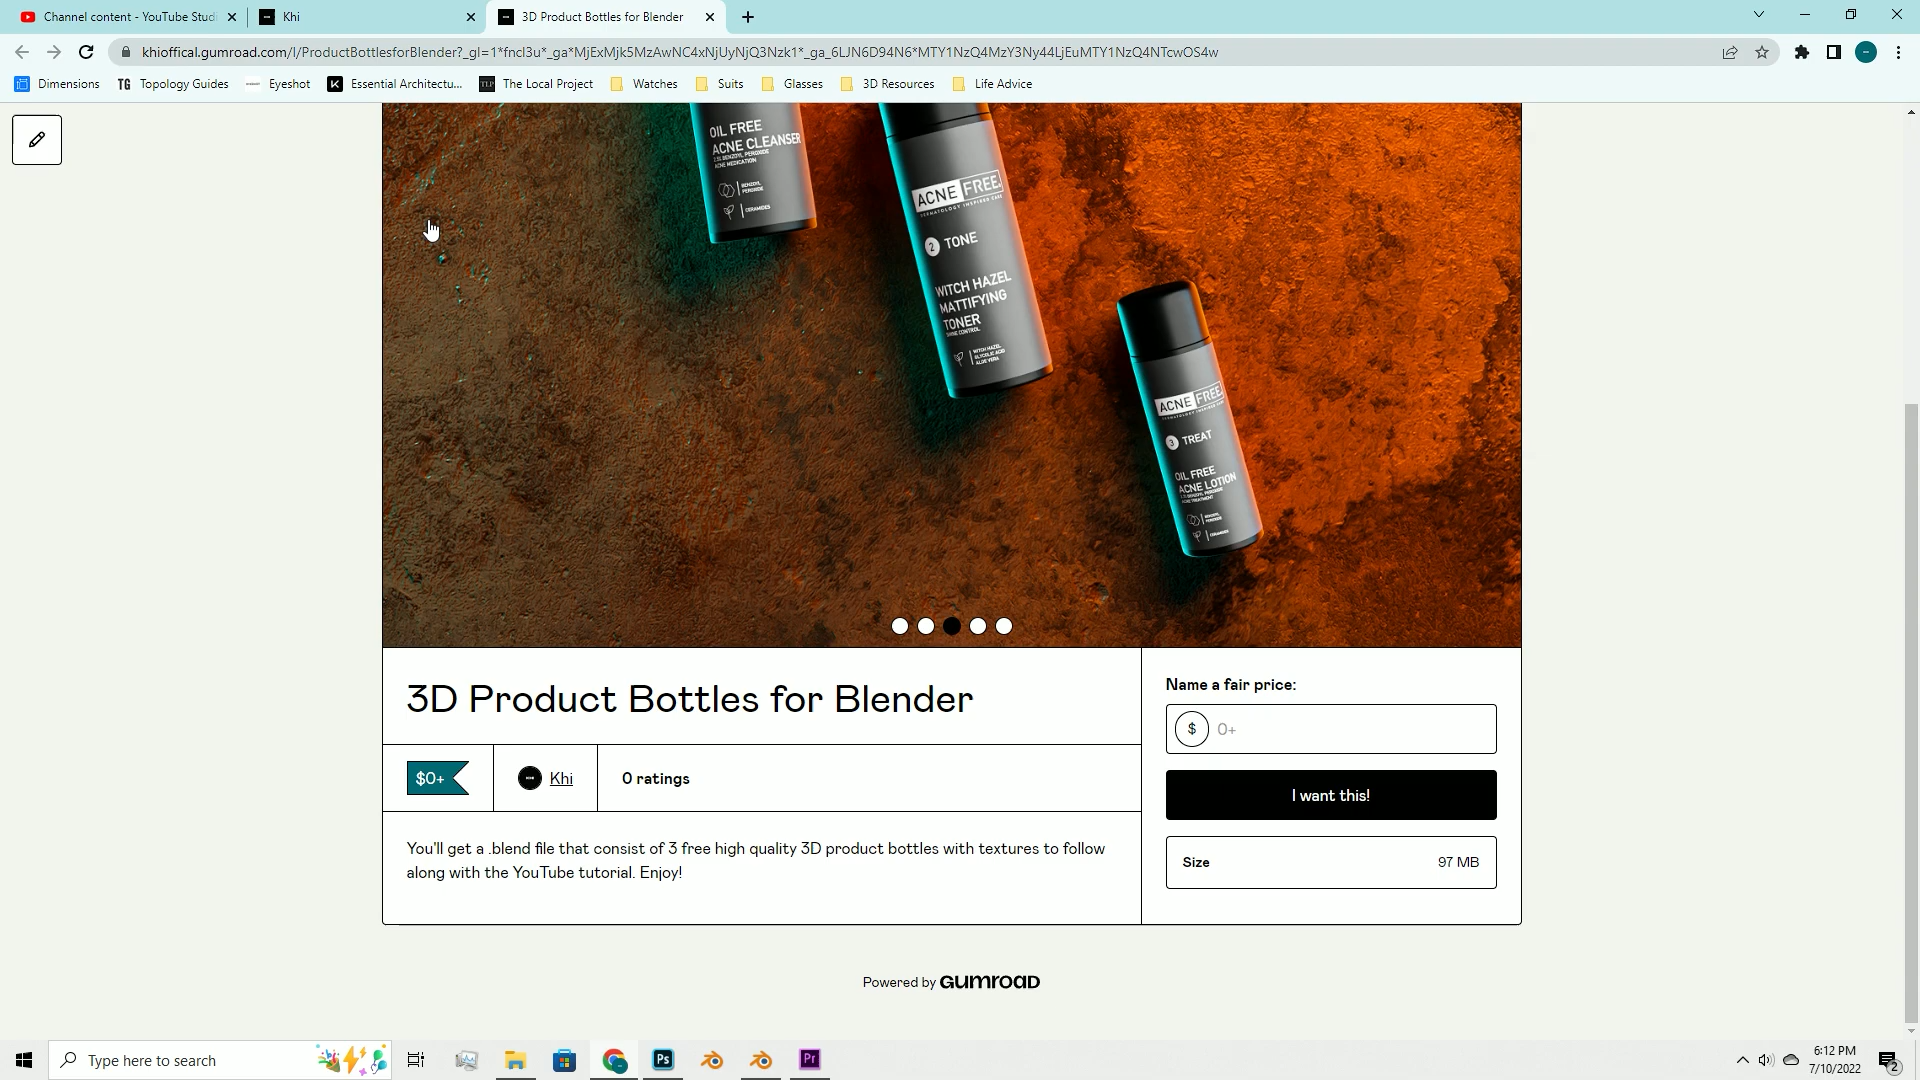 Channel content - YouTube Studi
Khi
3D Product Bottles for Blender
khioffical.gumroad.com/l/ProductBottlesforBlender?_gl=1*fncl3u*_ga*MjExMjk5MzAwNC4xNjUyNjQ3Nzk1*_ga_6LJN6D94N6*MTY1NzQ4MzY3Ny44LjEuMTY1NzQ4NTcwOS4w
Dimensions
TG Topology Guides
Eyeshot
Essential Architectu...
TLP The Local Project
Watches
Suits
Glasses
3D Resources
Life Advice
OIL FREE
ACNE CLEANSER
2.5% BENZOYL PEROXIDE
ACNE MEDICATION
BENZOYL
PEROXIDE
CERAMIDES
ACNE FREE
DERMATOLOGY INSPIRED CARE
2 TONE
WITCH HAZEL
MATTIFYING
TONER
SHINE CONTROL
WITCH HAZEL
GLYCOLIC ACID
ALOE VERA
ACNE FREE
DERMATOLOGY INSPIRED CARE
3 TREAT
OIL FREE
ACNE LOTION
2.5% BENZOYL PEROXIDE
ACNE TREATMENT
BENZOYL
PEROXIDE
CERAMIDES
3D Product Bottles for Blender
$0+
Khi
0 ratings
You'll get a .blend file that consist of 3 free high quality 3D product bottles with textures to follow
along with the YouTube tutorial. Enjoy!
Name a fair price:
$ 0+
I want this!
Size 97 MB
Powered by GUMROAD
Type here to search
Ps
Pr
6:12 PM
7/10/2022
2